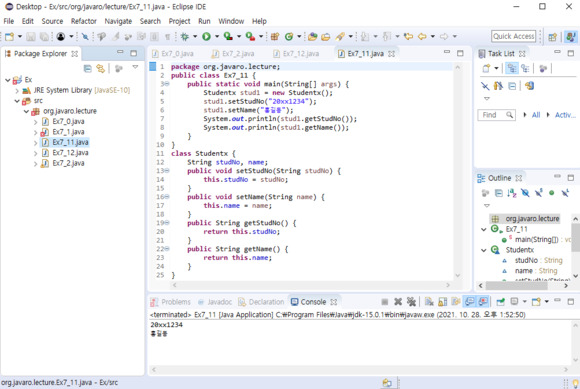 Desktop - Ex/src/org/javaro/lecture/Ex7_11.java - Eclipse IDE
File Edit Source Refactor Navigate Search Project Run Window Help
Quick Access
Package Explorer
Ex
JRE System Library [JavaSE-10]
src
org.javaro.lecture
Ex7_0.java
Ex7_1.java
Ex7_11.java
Ex7_12.java
Ex7_2.java
Ex7_0.java Ex7_2.java Ex7_12.java Ex7_11.java
1 package org.javaro.lecture;
2 public class Ex7_11 {
3 public static void main(String[] args) {
4 Studentx stud1 = new Studentx();
5 stud1.setStudNo("20xx1234");
6 stud1.setName("홍길동");
7 System.out.println(stud1.getStudNo());
8 System.out.println(stud1.getName());
9 }
10 }
11 class Studentx {
12 String studNo, name;
13 public void setStudNo(String studNo) {
14 this.studNo = studNo;
15 }
16 public void setName(String name) {
17 this.name = name;
18 }
19 public String getStudNo() {
20 return this.studNo;
21 }
22 public String getName() {
23 return this.name;
24 }
25 }
Task List
Find
All
Activ...
Outline
org.javaro.lecture
Ex7_11
main(String[]) : vo
Studentx
studNo : String
name : String
setStudNo(String)
Problems Javadoc Declaration Console
<terminated> Ex7_11 [Java Application] C:₩Program Files₩Java₩jdk-15.0.1₩bin₩javaw.exe (2021. 10. 28. 오후 1:52:50)
20xx1234
홍길동
org.javaro.lecture.Ex7_11.java - Ex/src